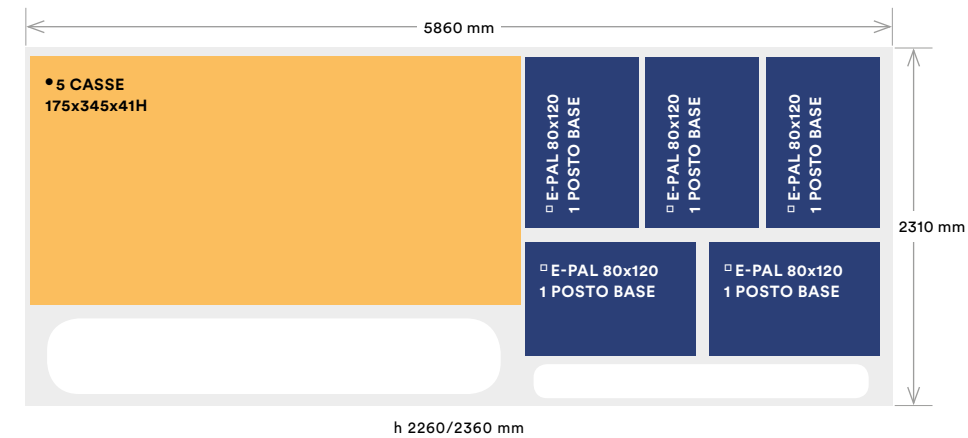 5860 mm
5 CASSE
175x345x41H
E-PAL 80x120
1 POSTO BASE
E-PAL 80x120
1 POSTO BASE
E-PAL 80x120
1 POSTO BASE
2310 mm
E-PAL 80x120
1 POSTO BASE
E-PAL 80x120
1 POSTO BASE
h 2260/2360 mm